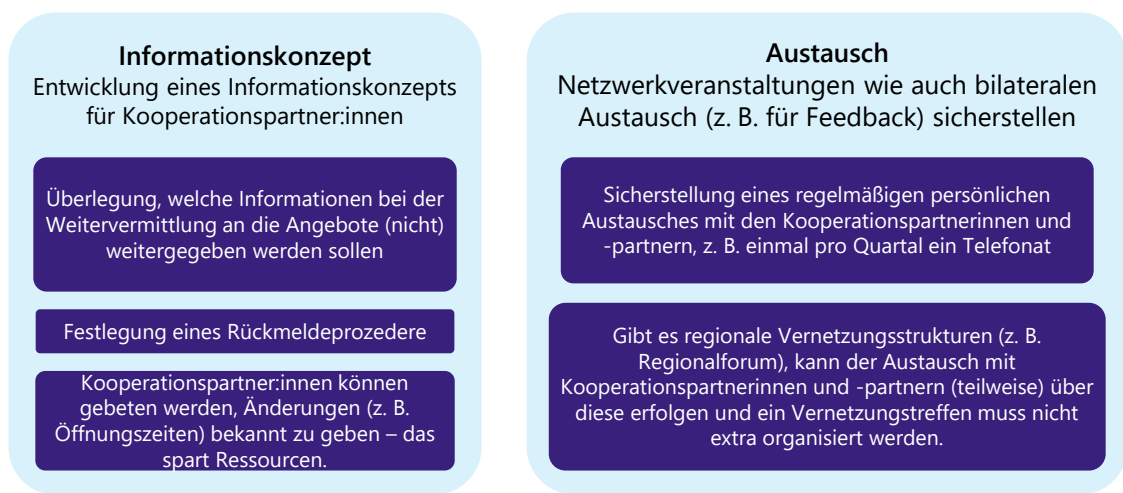 Informationskonzept
Entwicklung eines Informationskonzepts
für Kooperationspartner:innen
Überlegung, welche Informationen bei der
Weitervermittlung an die Angebote (nicht)
weitergegeben werden sollen
Festlegung eines Rückmeldeprozedere
Kooperationspartner:innen können
gebeten werden, Änderungen (z. B.
Öffnungszeiten) bekannt zu geben – das
spart Ressourcen.
Austausch
Netzwerkveranstaltungen wie auch bilateralen
Austausch (z. B. für Feedback) sicherstellen
Sicherstellung eines regelmäßigen persönlichen
Austausches mit den Kooperationspartnerinnen und
-partnern, z. B. einmal pro Quartal ein Telefonat
Gibt es regionale Vernetzungsstrukturen (z. B.
Regionalforum), kann der Austausch mit
Kooperationspartnerinnen und -partnern (teilweise) über
diese erfolgen und ein Vernetzungstreffen muss nicht
extra organisiert werden.